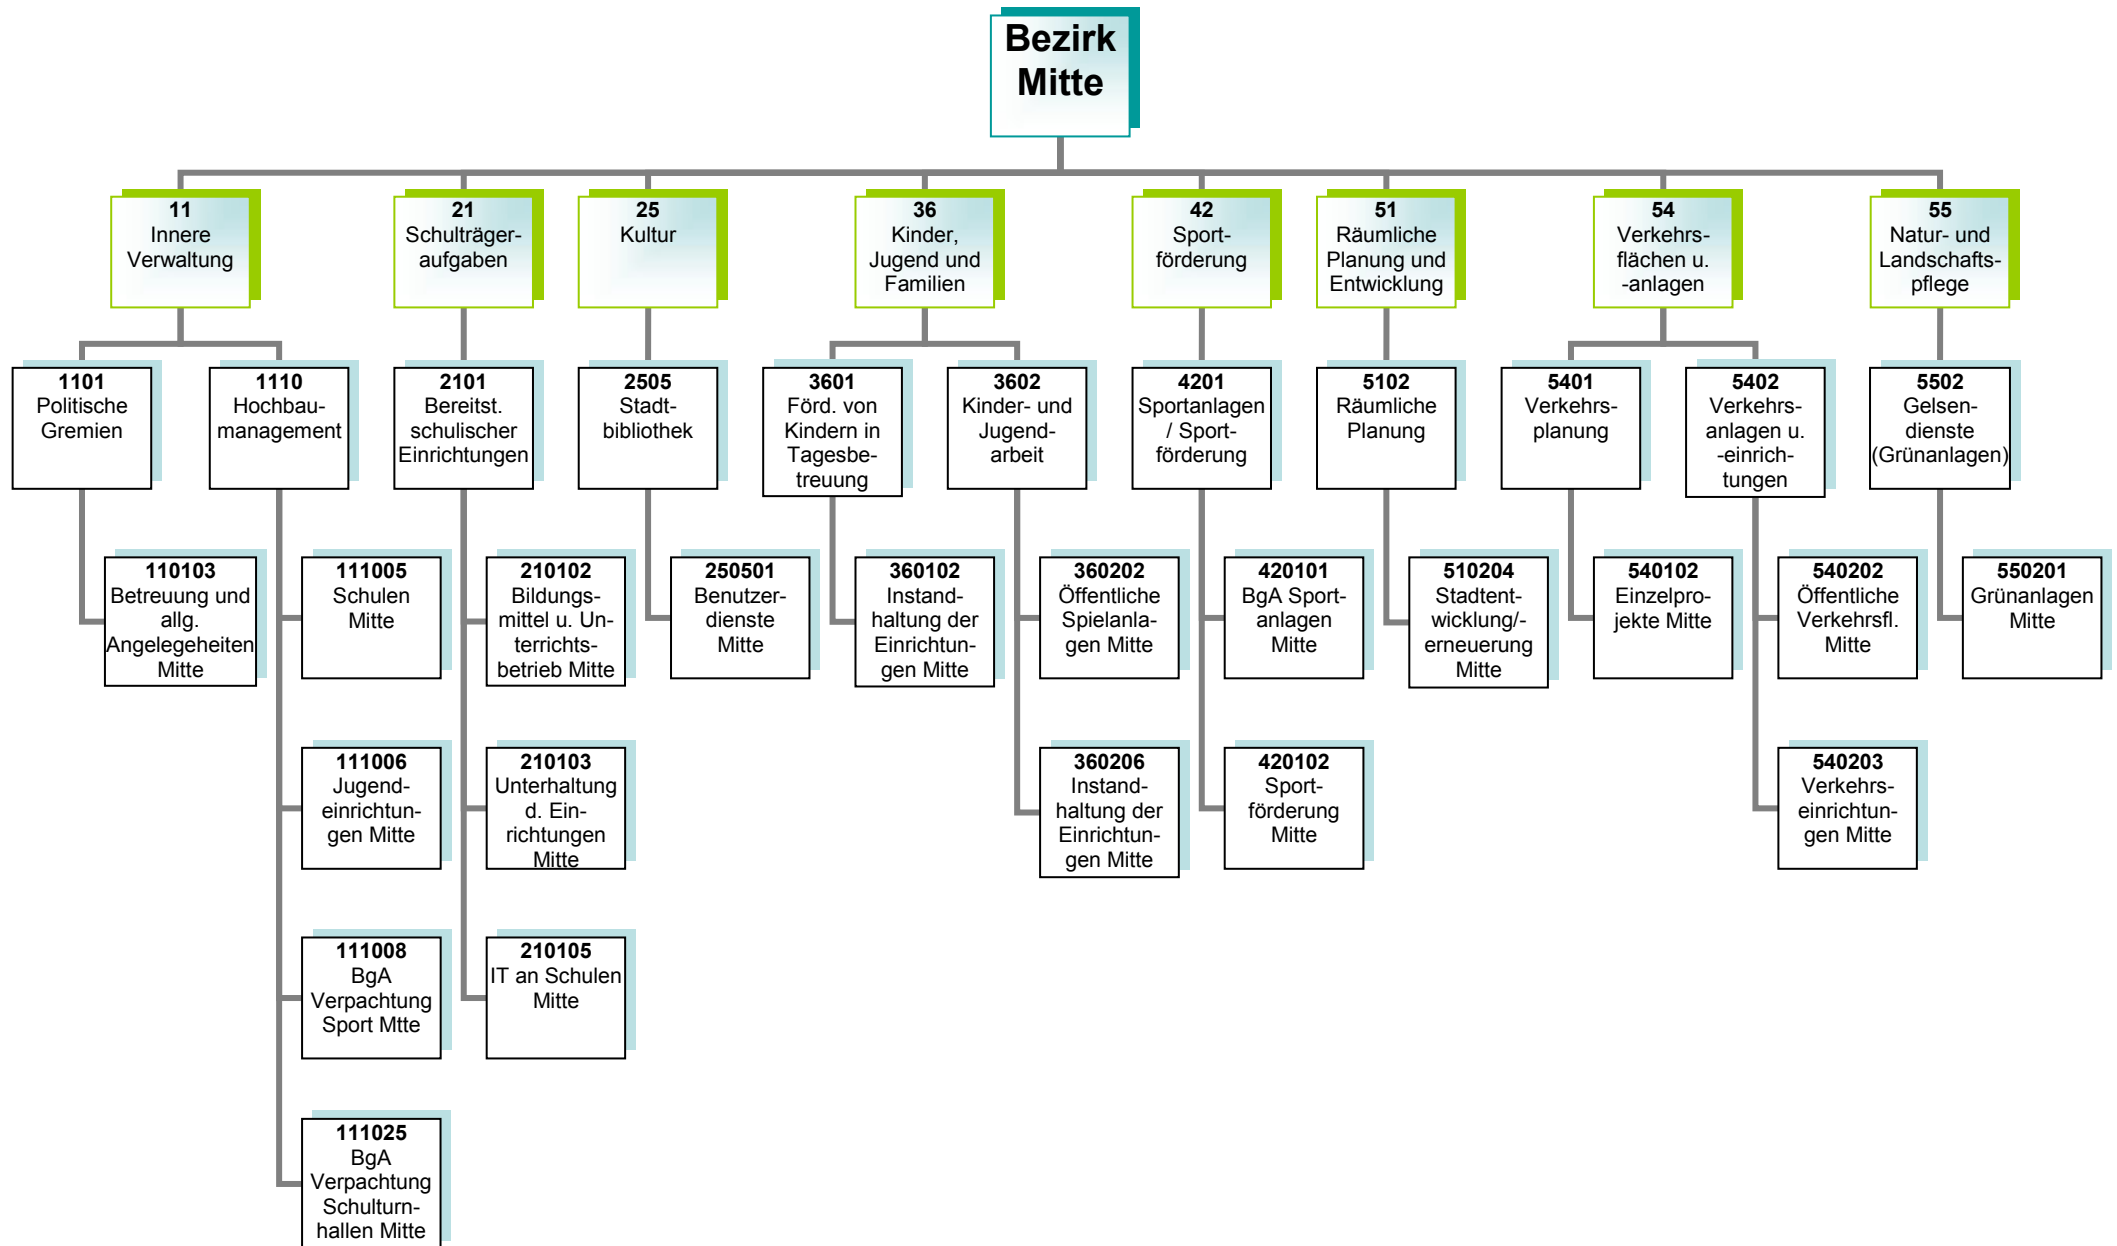 Bezirk
Mitte
11
Innere
Verwaltung
21
Schulträger-
aufgaben
25
Kultur
36
Kinder,
Jugend und
Familien
42
Sport-
förderung
51
Räumliche
Planung und
Entwicklung
54
Verkehrs-
flächen u.
-anlagen
55
Natur- und
Landschafts-
pflege
1101
Politische
Gremien
1110
Hochbau-
management
2101
Bereitst.
schulischer
Einrichtungen
2505
Stadt-
bibliothek
3601
Förd. von
Kindern in
Tagesbe-
treuung
3602
Kinder- und
Jugend-
arbeit
4201
Sportanlagen
/ Sport-
förderung
5102
Räumliche
Planung
5401
Verkehrs-
planung
5402
Verkehrs-
anlagen u.
-einrich-
tungen
5502
Gelsen-
dienste
(Grünanlagen)
110103
Betreuung und
allg.
Angelegeheiten
Mitte
111005
Schulen
Mitte
210102
Bildungs-
mittel u. Un-
terrichts-
betrieb Mitte
250501
Benutzer-
dienste
Mitte
360102
Instand-
haltung der
Einrichtun-
gen Mitte
360202
Öffentliche
Spielanla-
gen Mitte
420101
BgA Sport-
anlagen
Mitte
510204
Stadtent-
wicklung/-
erneuerung
Mitte
540102
Einzelpro-
jekte Mitte
540202
Öffentliche
Verkehrsfl.
Mitte
550201
Grünanlagen
Mitte
111006
Jugend-
einrichtun-
gen Mitte
210103
Unterhaltung
d. Ein-
richtungen
Mitte
360206
Instand-
haltung der
Einrichtun-
gen Mitte
420102
Sport-
förderung
Mitte
540203
Verkehrs-
einrichtun-
gen Mitte
111008
BgA
Verpachtung
Sport Mtte
210105
IT an Schulen
Mitte
111025
BgA
Verpachtung
Schulturn-
hallen Mitte